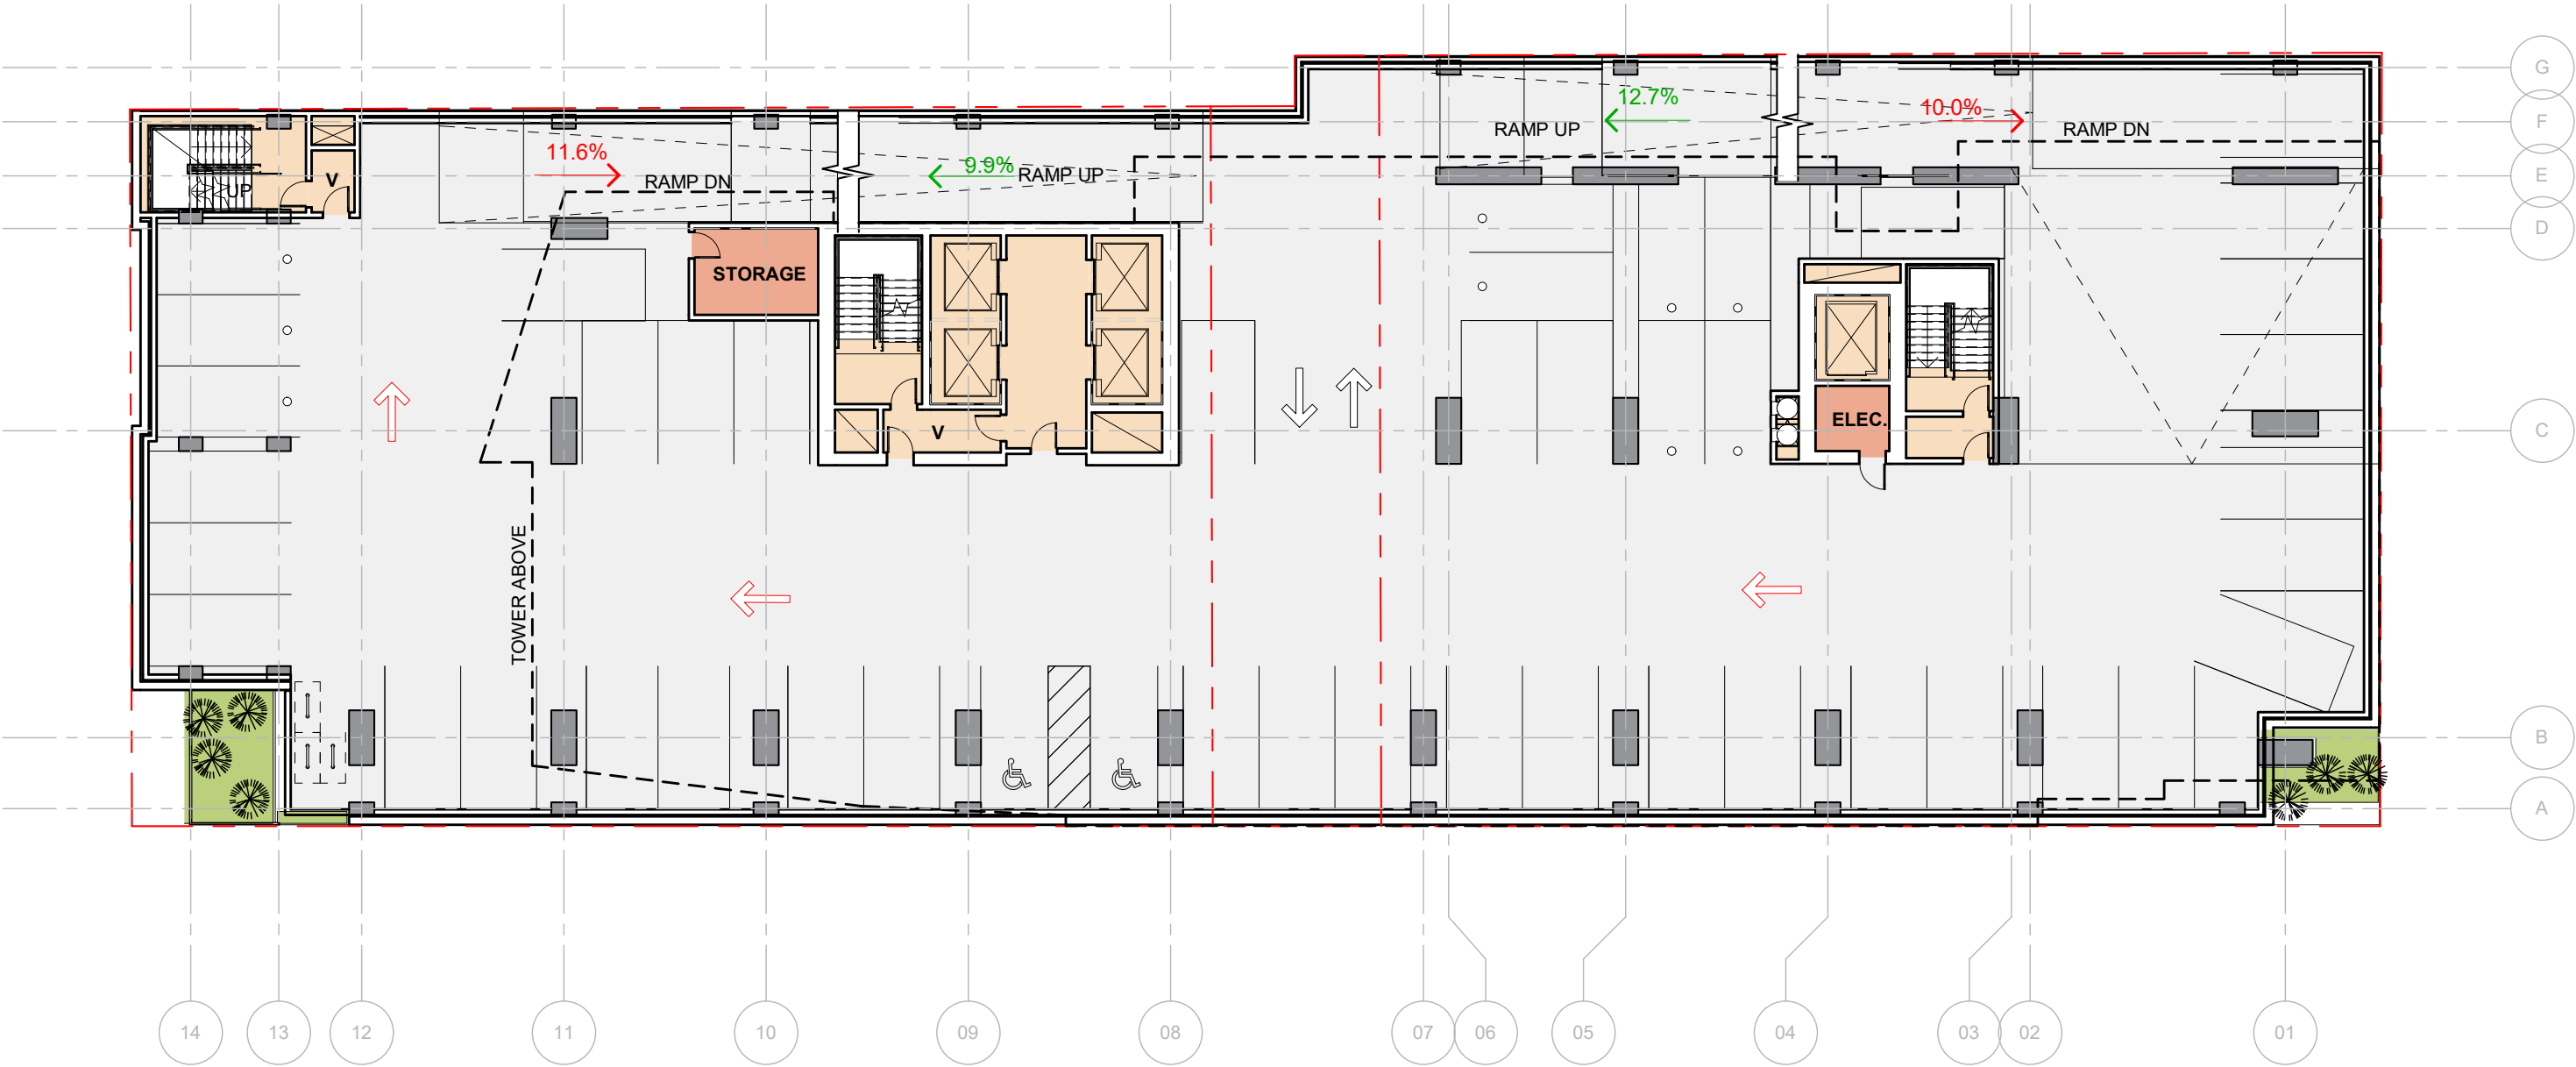 G
12.7%
10.0%
RAMP UP
RAMP DN
F
11.6%
9.9%
RAMP UP
RAMP DN
E
V
UP
D
STORAGE
ELEC.
V
C
TOWER ABOVE
B
A
14
13
12
11
10
09
08
07
06
05
04
03
02
01